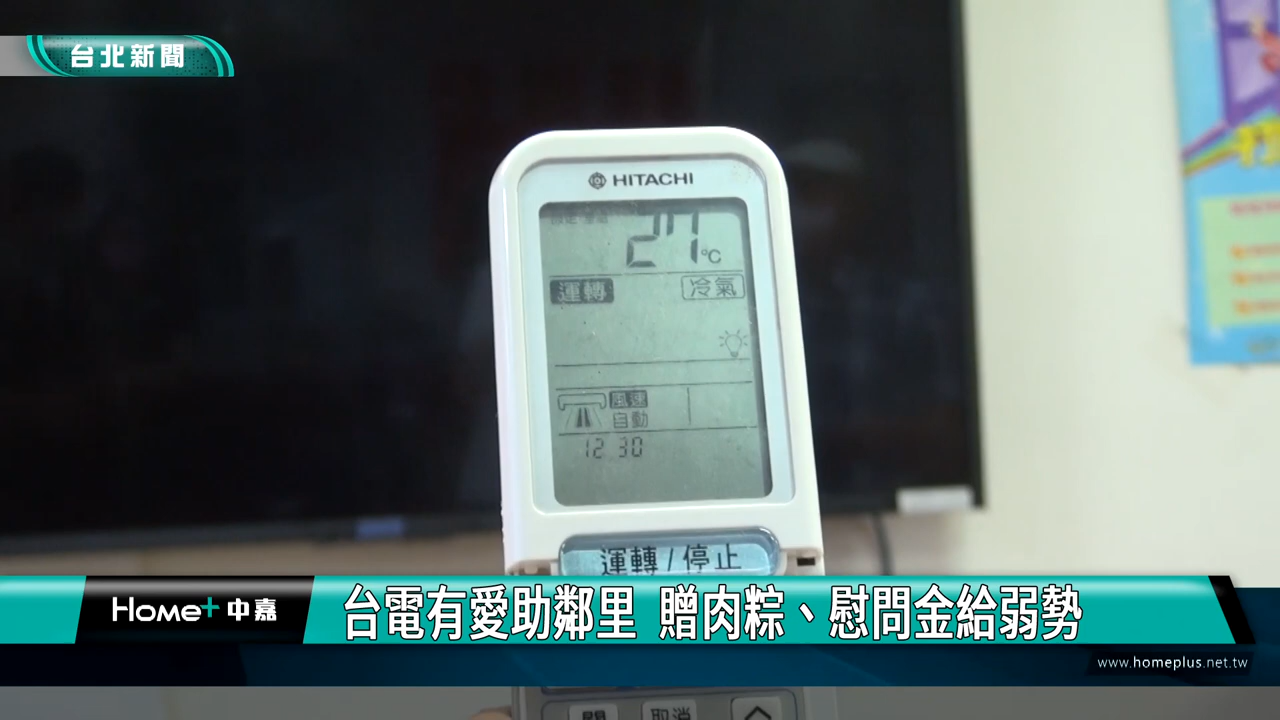 台北新聞
HITACHI
27℃
運轉 冷氣
風速
自動
12 30
運轉/停止
Home+ 中嘉
台電有愛助鄰里 贈肉粽、慰問金給弱勢
www.homeplus.net.tw
取消